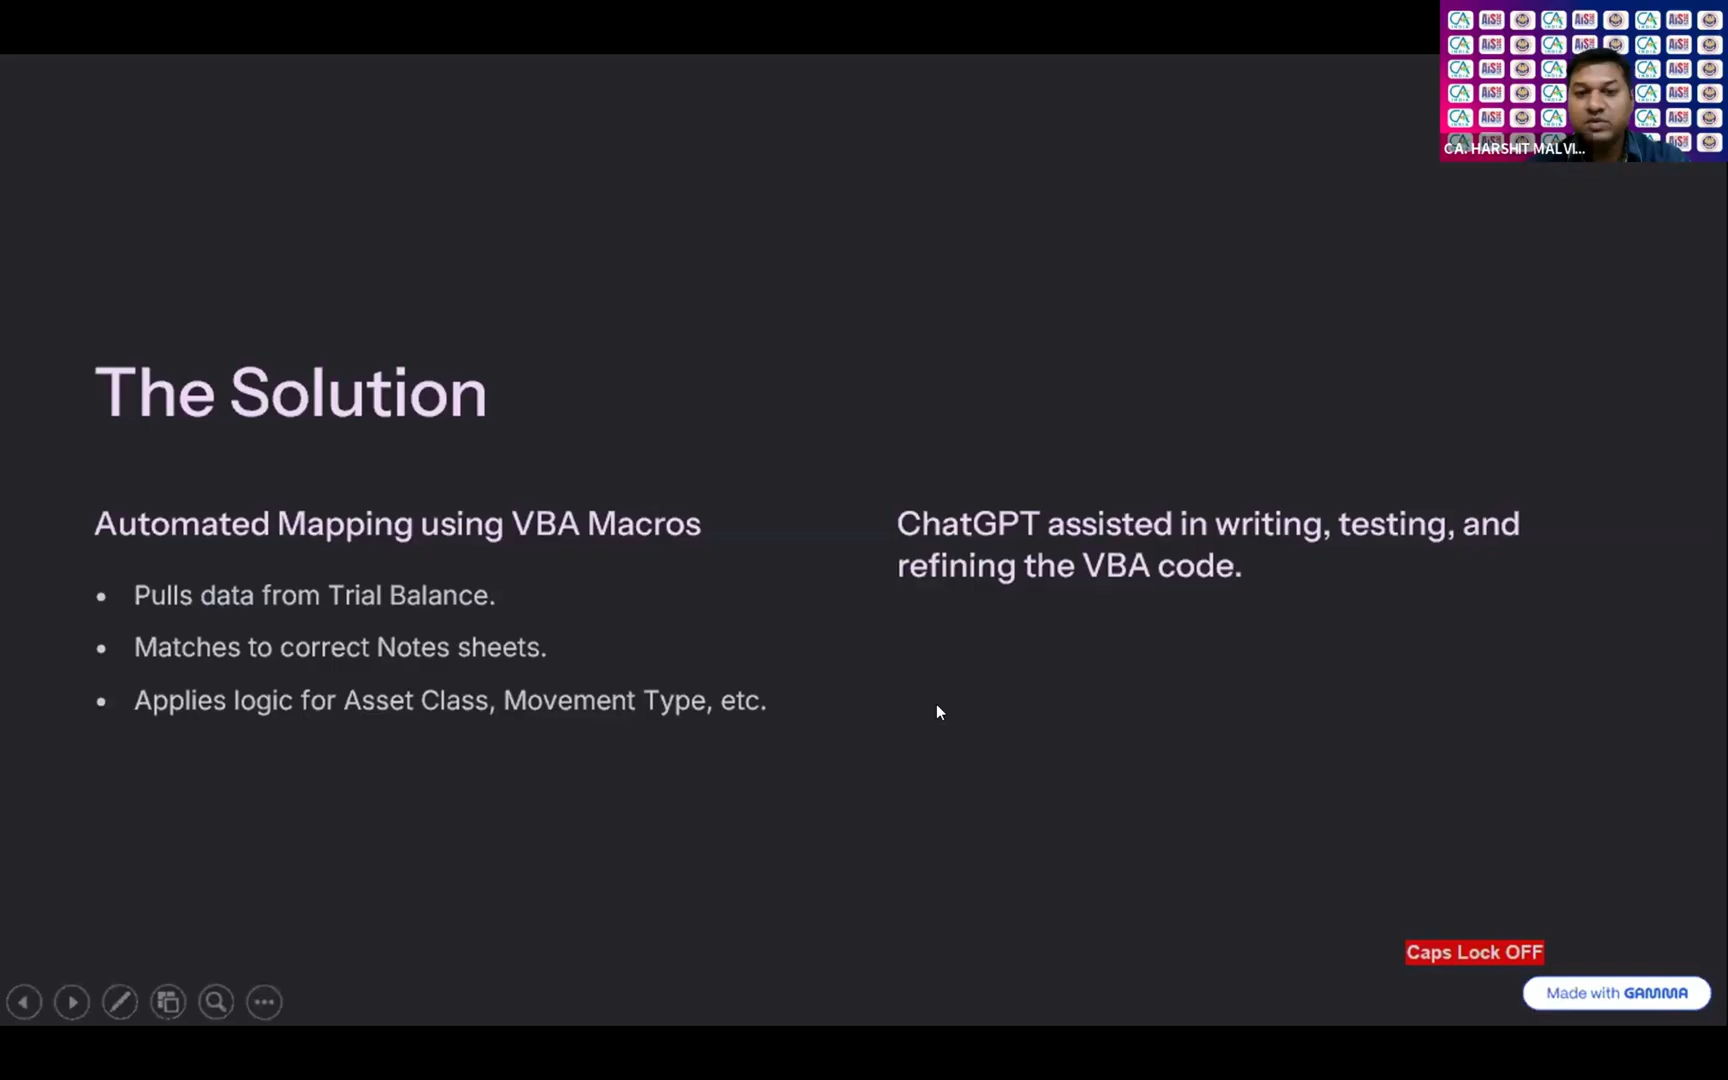 CA. HARSHIT MALVI...
The Solution
Automated Mapping using VBA Macros
• Pulls data from Trial Balance.
• Matches to correct Notes sheets.
• Applies logic for Asset Class, Movement Type, etc.
ChatGPT assisted in writing, testing, and
refining the VBA code.
Caps Lock OFF
Made with GAMMA